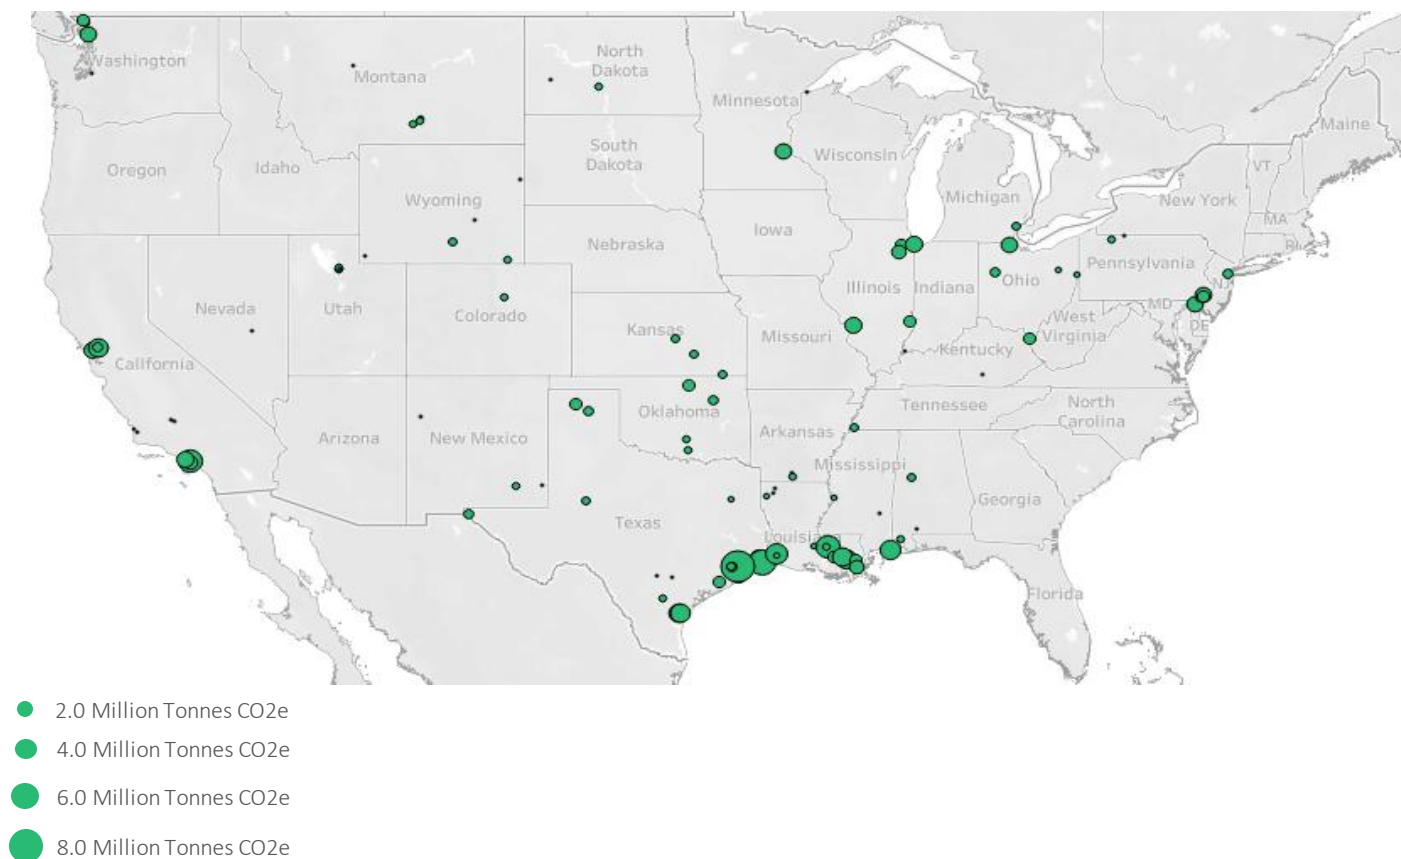 Washington
Montana
North
Dakota
Minnesota
Maine
Oregon
Idaho
South
Dakota
Wisconsin
VT
Wyoming
Michigan
New York
MA
RI
Nebraska
Iowa
Pennsylvania
Nevada
Utah
Colorado
Illinois
Indiana
Ohio
NJ
MD
DE
California
Kansas
Missouri
West
Virginia
Kentucky
Arizona
New Mexico
Oklahoma
Arkansas
Tennessee
North
Carolina
Mississippi
Georgia
Texas
Louisiana
Florida
2.0 Million Tonnes CO2e
4.0 Million Tonnes CO2e
6.0 Million Tonnes CO2e
8.0 Million Tonnes CO2e